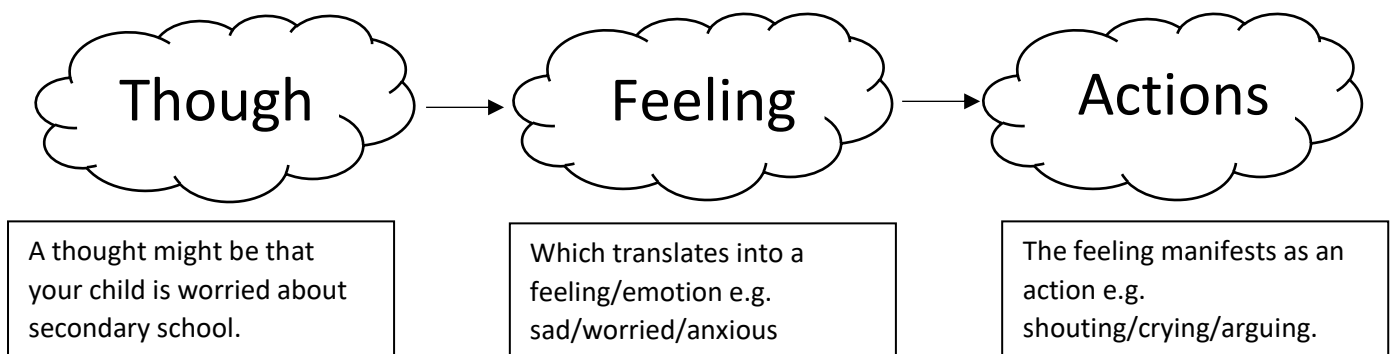 Though
Feeling
Actions
A thought might be that
your child is worried about
secondary school.
Which translates into a
feeling/emotion e.g.
sad/worried/anxious
The feeling manifests as an
action e.g.
shouting/crying/arguing.